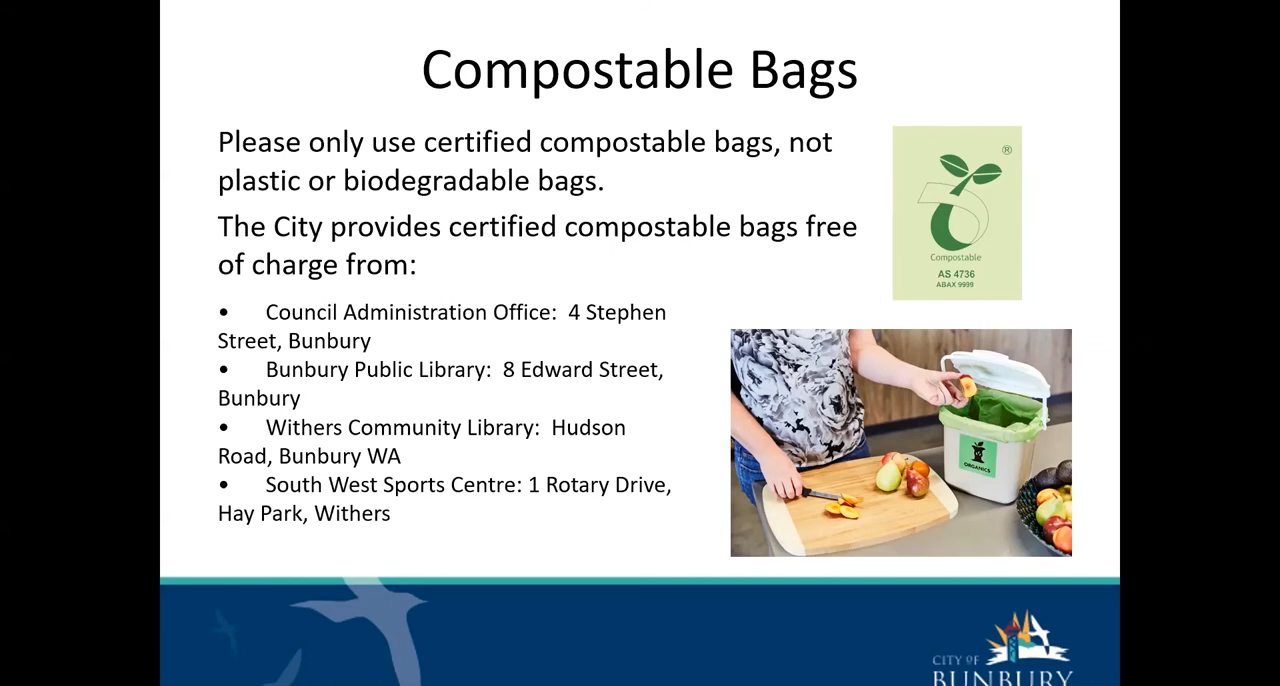 Compostable Bags
Please only use certified compostable bags, not
plastic or biodegradable bags.
The City provides certified compostable bags free
of charge from:
• Council Administration Office: 4 Stephen
Street, Bunbury
• Bunbury Public Library: 8 Edward Street,
Bunbury
• Withers Community Library: Hudson
Road, Bunbury WA
• South West Sports Centre: 1 Rotary Drive,
Hay Park, Withers
®
Compostable
AS 4736
ABAX 9999
ORGANICS
CITY OF
BUNBURY